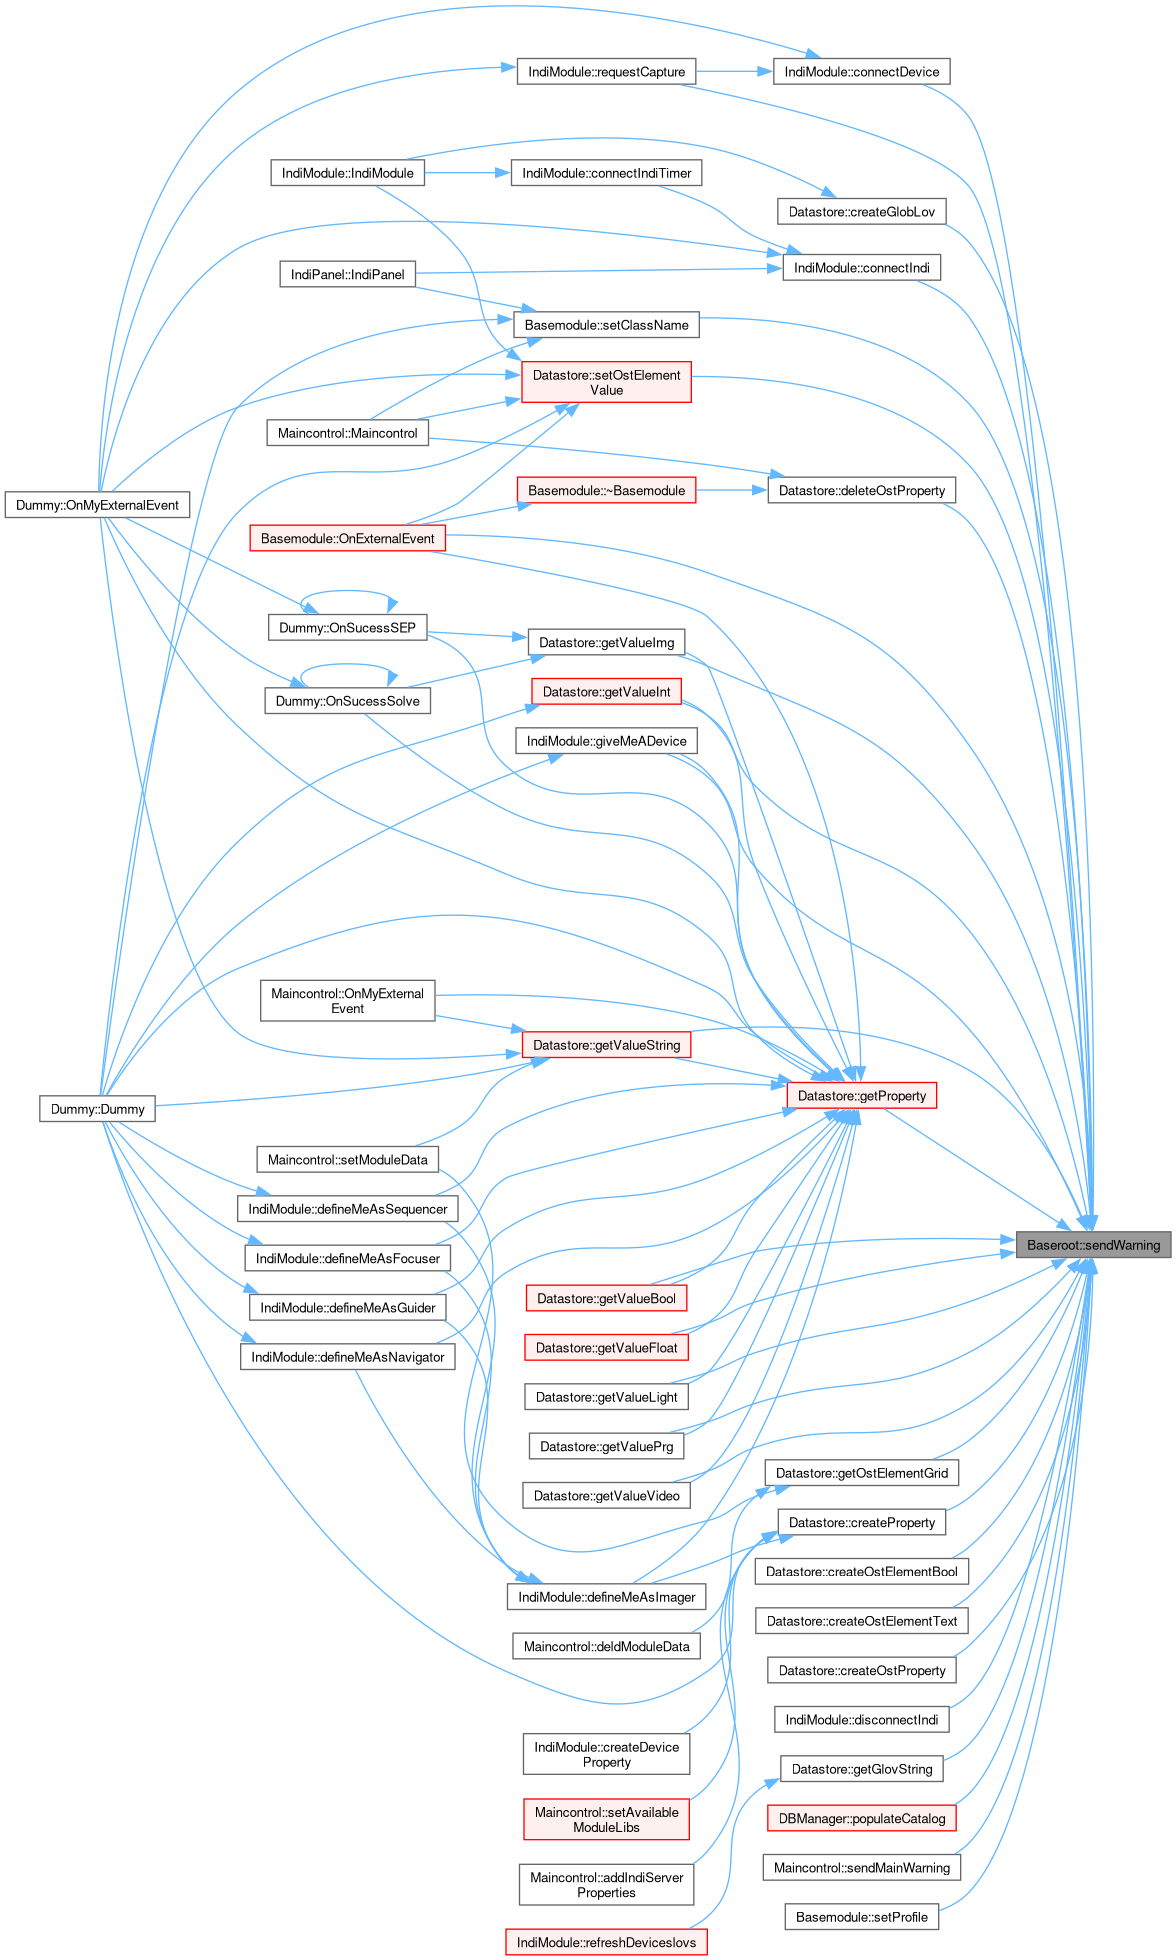 IndiModule::requestCapture
IndiModule::connectDevice
IndiModule::IndiModule
IndiModule::connectIndiTimer
Datastore::createGlobLov
IndiPanel::IndiPanel
IndiModule::connectIndi
Basemodule::setClassName
Datastore::setOstElement
Value
Maincontrol::Maincontrol
Dummy::OnMyExternalEvent
Basemodule::~Basemodule
Datastore::deleteOstProperty
Basemodule::OnExternalEvent
Dummy::OnSucessSEP
Datastore::getValueImg
Dummy::OnSucessSolve
Datastore::getValueInt
IndiModule::giveMeADevice
Maincontrol::OnMyExternal
Event
Datastore::getValueString
Dummy::Dummy
Datastore::getProperty
Maincontrol::setModuleData
IndiModule::defineMeAsSequencer
Baseroot::sendWarning
IndiModule::defineMeAsFocuser
IndiModule::defineMeAsGuider
Datastore::getValueBool
IndiModule::defineMeAsNavigator
Datastore::getValueFloat
Datastore::getValueLight
Datastore::getValuePrg
Datastore::getOstElementGrid
Datastore::getValueVideo
Datastore::createProperty
Datastore::createOstElementBool
IndiModule::defineMeAsImager
Datastore::createOstElementText
Maincontrol::deldModuleData
Datastore::createOstProperty
IndiModule::disconnectIndi
IndiModule::createDevice
Property
Datastore::getGlovString
Maincontrol::setAvailable
ModuleLibs
DBManager::populateCatalog
Maincontrol::sendMainWarning
Maincontrol::addIndiServer
Properties
Basemodule::setProfile
IndiModule::refreshDeviceslovs